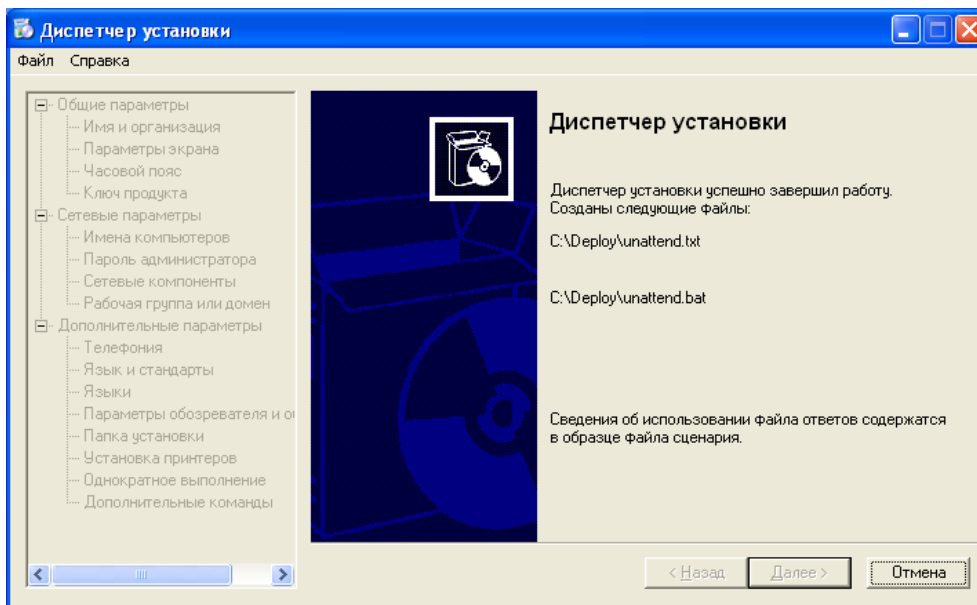 Диспетчер установки
Файл Справка
Общие параметры
Имя и организация
Параметры экрана
Часовой пояс
Ключ продукта
Сетевые параметры
Имена компьютеров
Пароль администратора
Сетевые компоненты
Рабочая группа или домен
Дополнительные параметры
Телефония
Язык и стандарты
Языки
Параметры обозревателя и
Папка установки
Установка принтеров
Однократное выполнение
Дополнительные команды
Диспетчер установки
Диспетчер установки успешно завершил работу.
Созданы следующие файлы:
C:\Deploy\unattend.txt
C:\Deploy\unattend.bat
Сведения об использовании файла ответов содержатся
в образце файла сценария.
< Назад Далее > Отмена